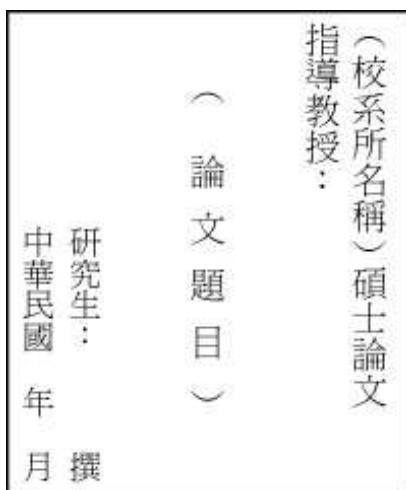 （校系所名稱）碩士論文
指導教授：
（論文題目）
研究生：　　　撰
中華民國　年　月